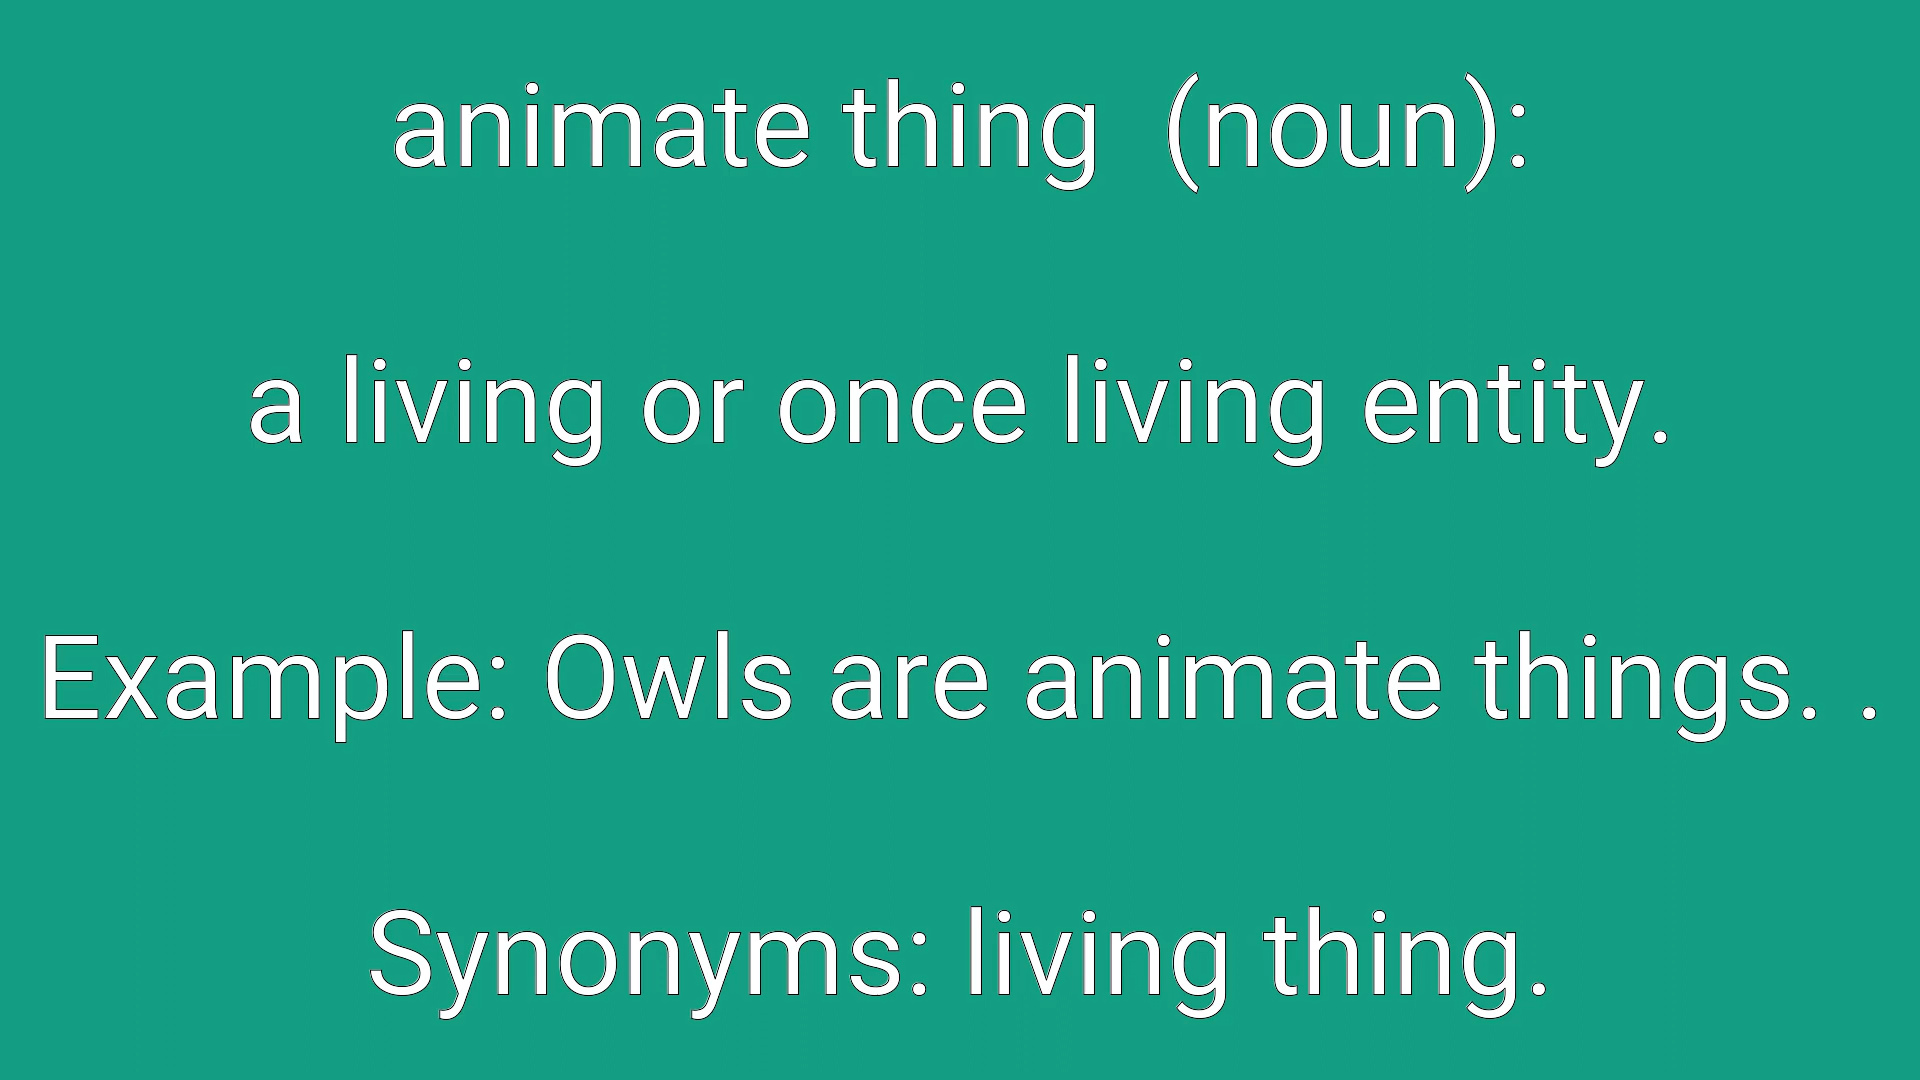 animate thing  (noun):
a living or once living entity.
Example: Owls are animate things. .
Synonyms: living thing.